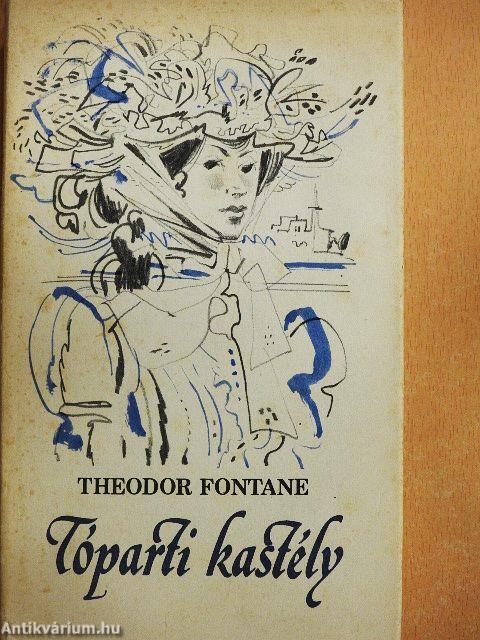 THEODOR FONTANE
Tóparti kastély
Antikvárium.hu